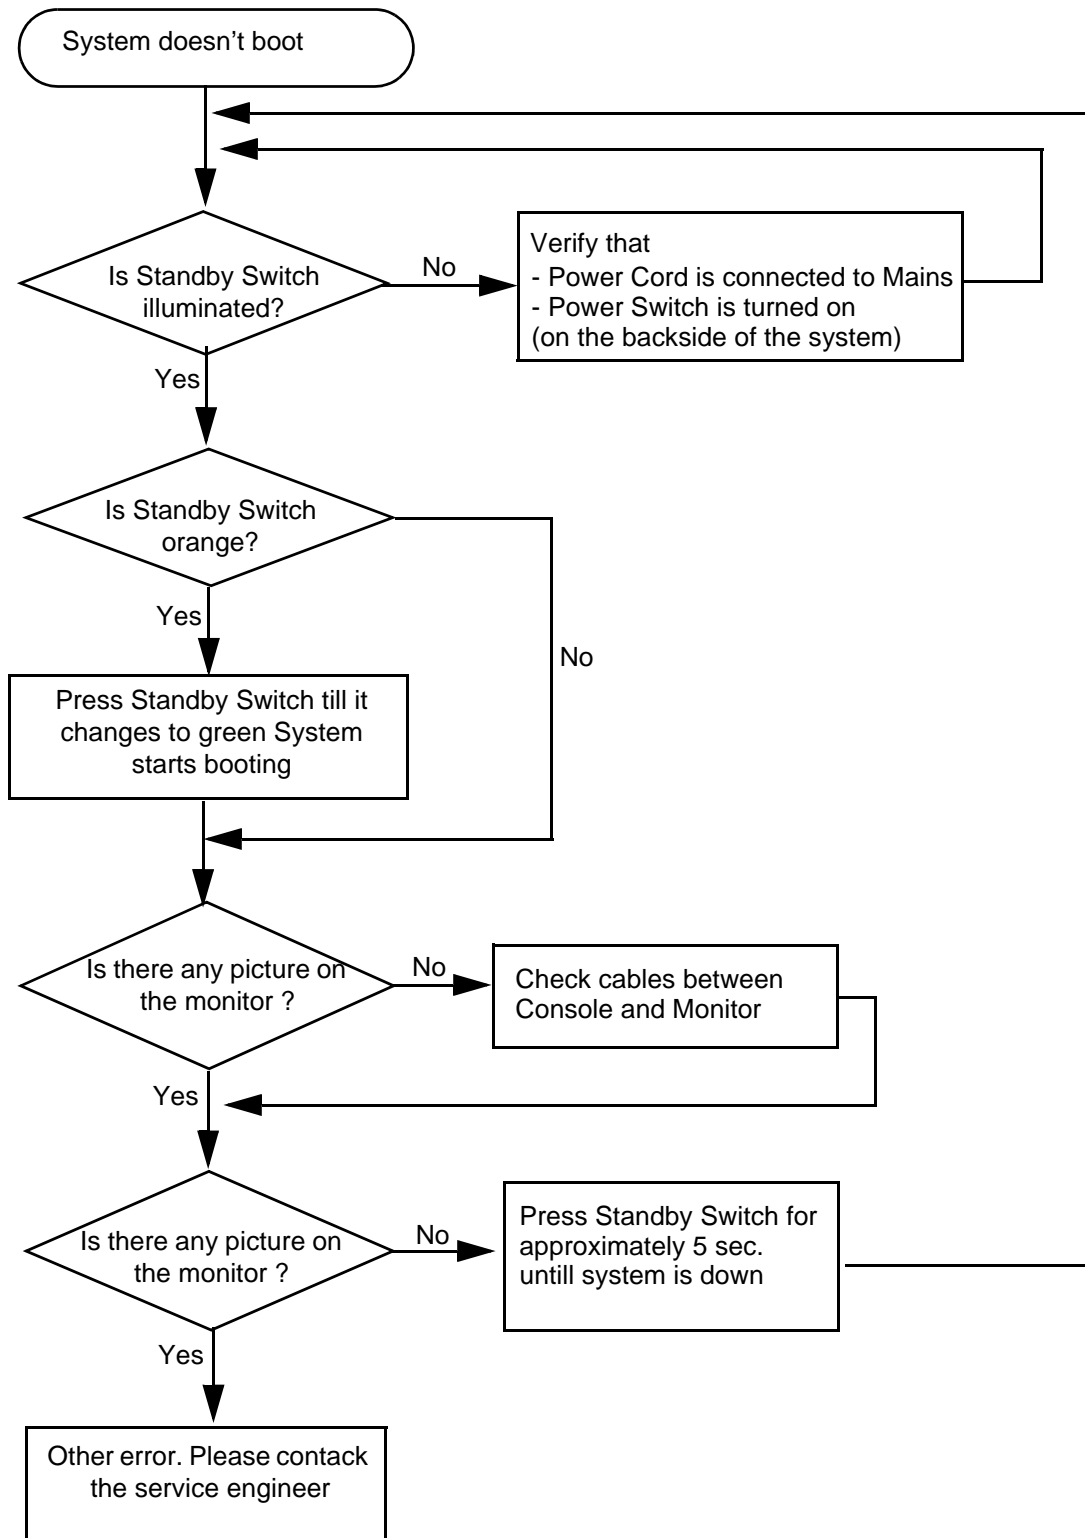 System doesn't boot
Is Standby Switch
illuminated?
No
Verify that
- Power Cord is connected to Mains
- Power Switch is turned on
(on the backside of the system)
Yes
Is Standby Switch
orange?
Yes
No
Press Standby Switch till it
changes to green System
starts booting
Is there any picture on
the monitor ?
No
Check cables between
Console and Monitor
Yes
Is there any picture on
the monitor ?
No
Press Standby Switch for
approximately 5 sec.
untill system is down
Yes
Other error. Please contack
the service engineer